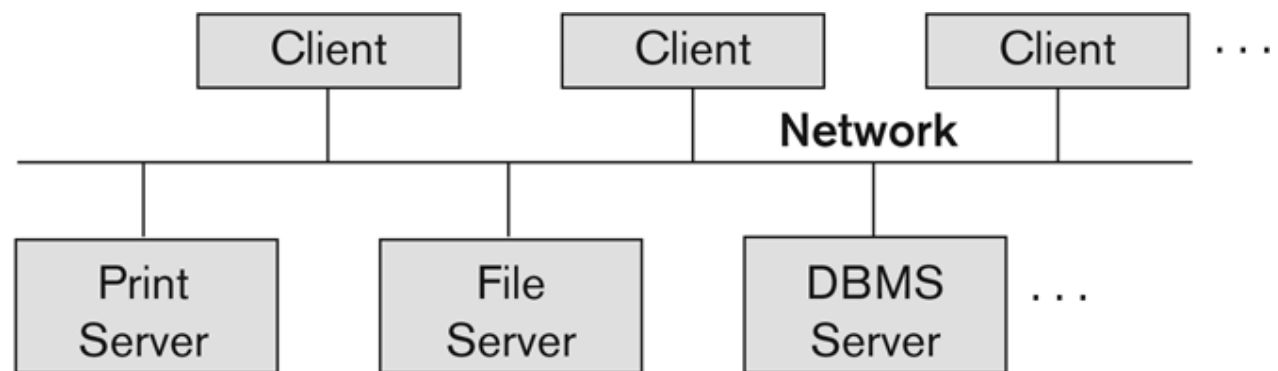 Client Client Client . . .
Network
Print File DBMS . . .
Server Server Server